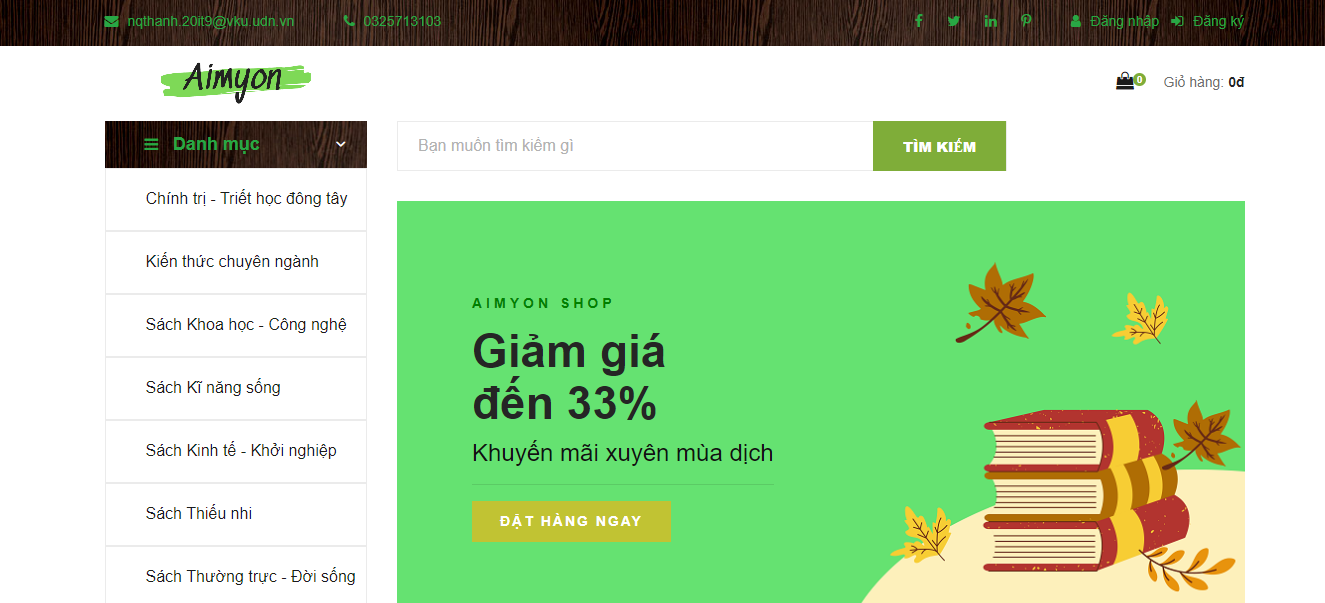 nqthanh.20it9@vku.udn.vn 0325713103 Đăng nhập Đăng ký
Aimyon
0 Giỏ hàng: 0đ
Danh mục
Bạn muốn tìm kiếm gì TÌM KIẾM
Chính trị - Triết học đông tây
Kiến thức chuyên ngành
Sách Khoa học - Công nghệ
Sách Kĩ năng sống
Sách Kinh tế - Khởi nghiệp
Sách Thiếu nhi
Sách Thường trực - Đời sống
AIMYON SHOP
Giảm giá
đến 33%
Khuyến mãi xuyên mùa dịch
ĐẶT HÀNG NGAY